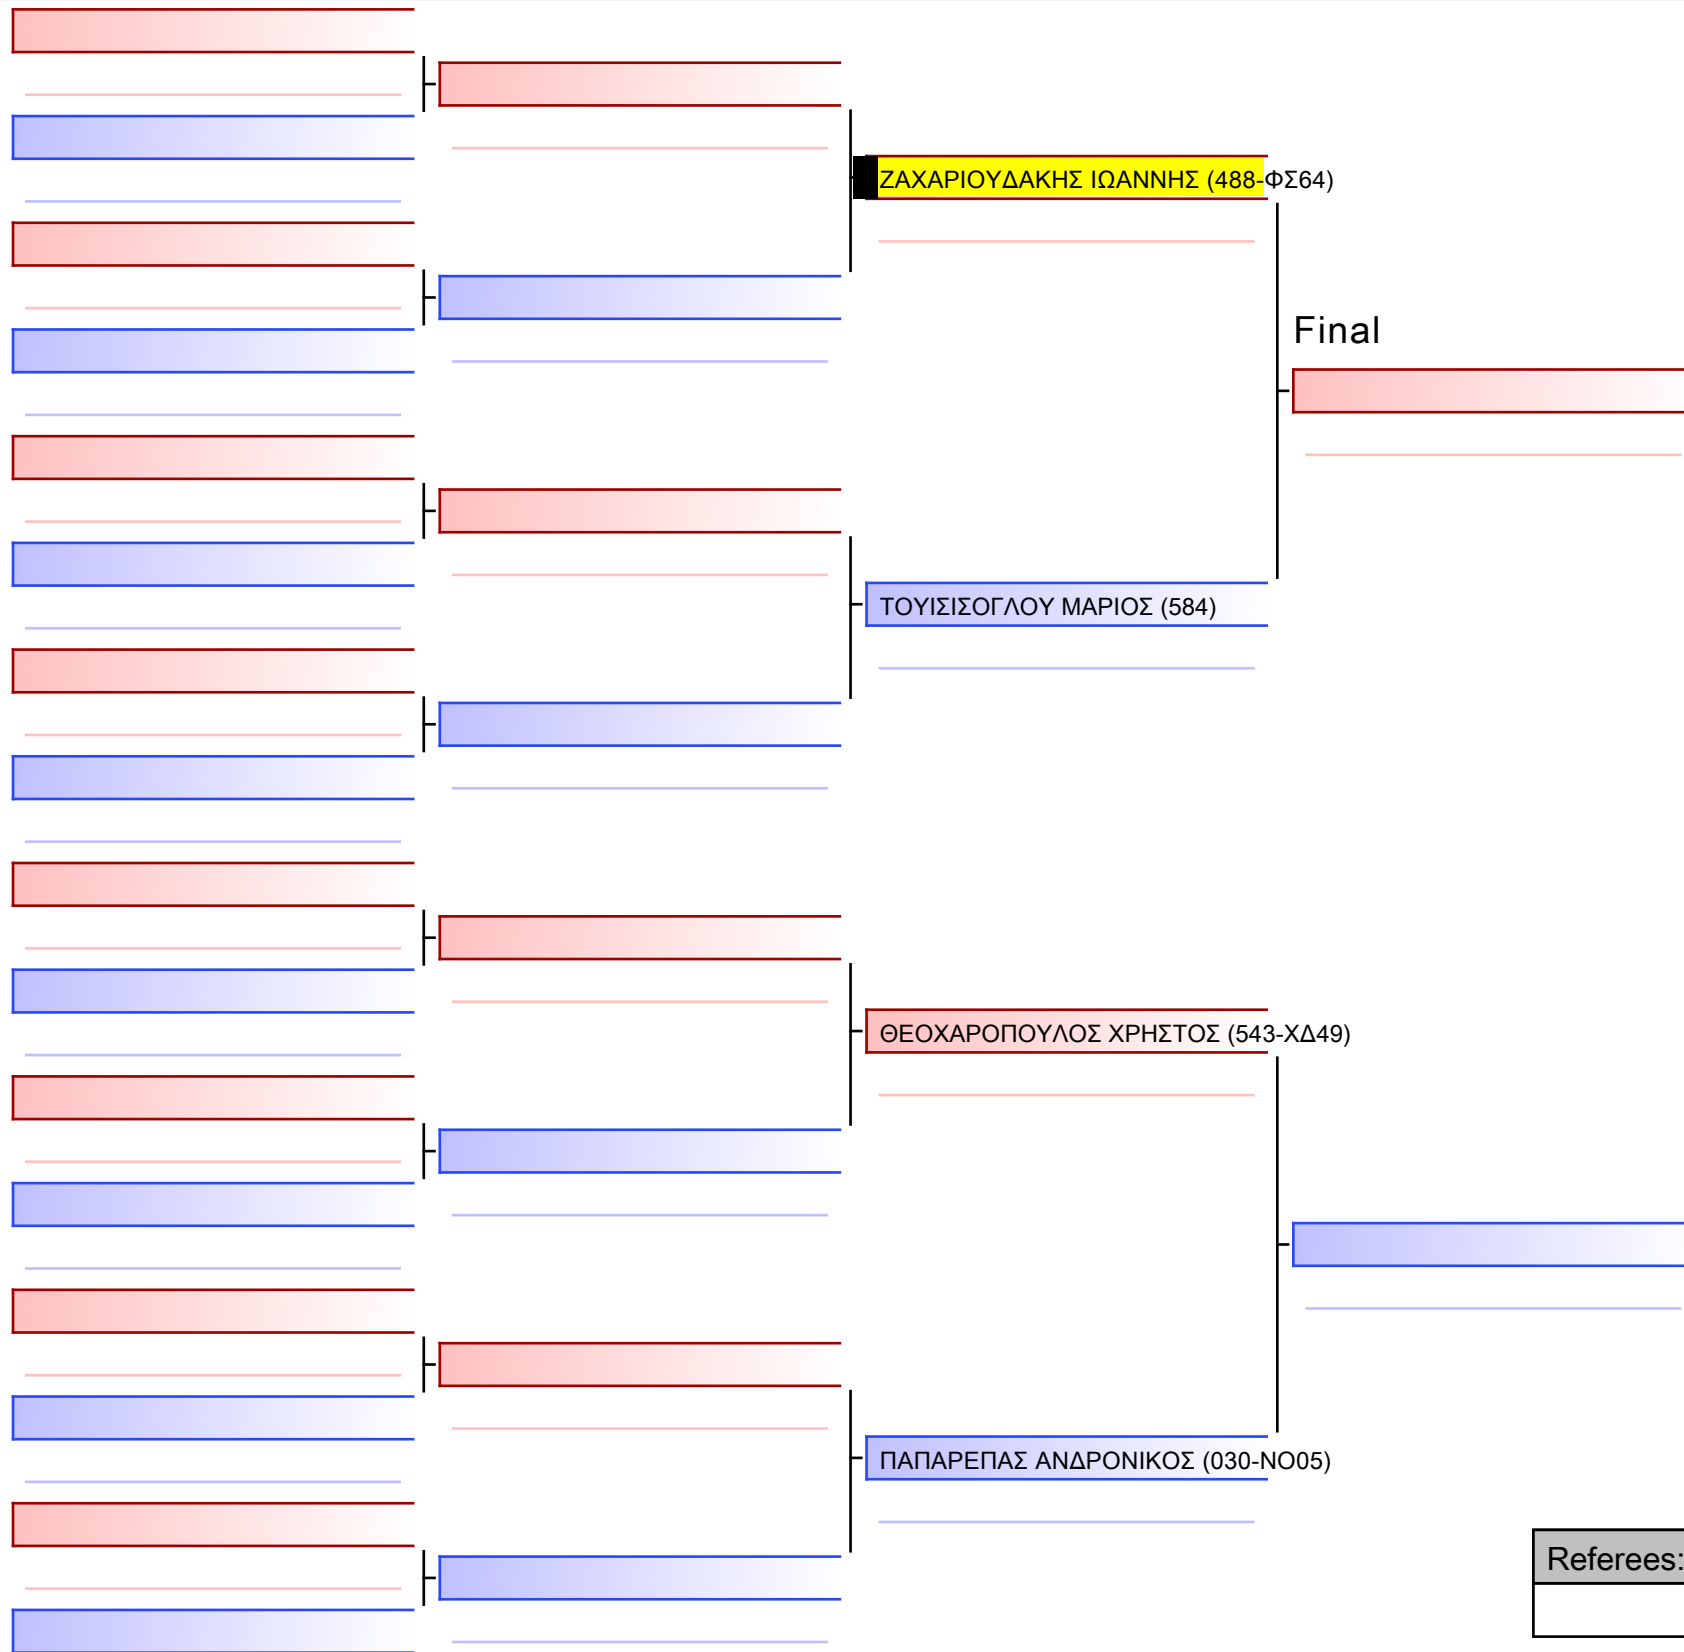 ΖΑΧΑΡΙΟΥΔΑΚΗΣ ΙΩΑΝΝΗΣ (488-ΦΣ64)
Final
ΤΟΥΙΣΙΣΟΓΛΟΥ ΜΑΡΙΟΣ (584)
ΘΕΟΧΑΡΟΠΟΥΛΟΣ ΧΡΗΣΤΟΣ (543-ΧΔ49)
ΠΑΠΑΡΕΠΑΣ ΑΝΔΡΟΝΙΚΟΣ (030-ΝΟ05)
Referees: